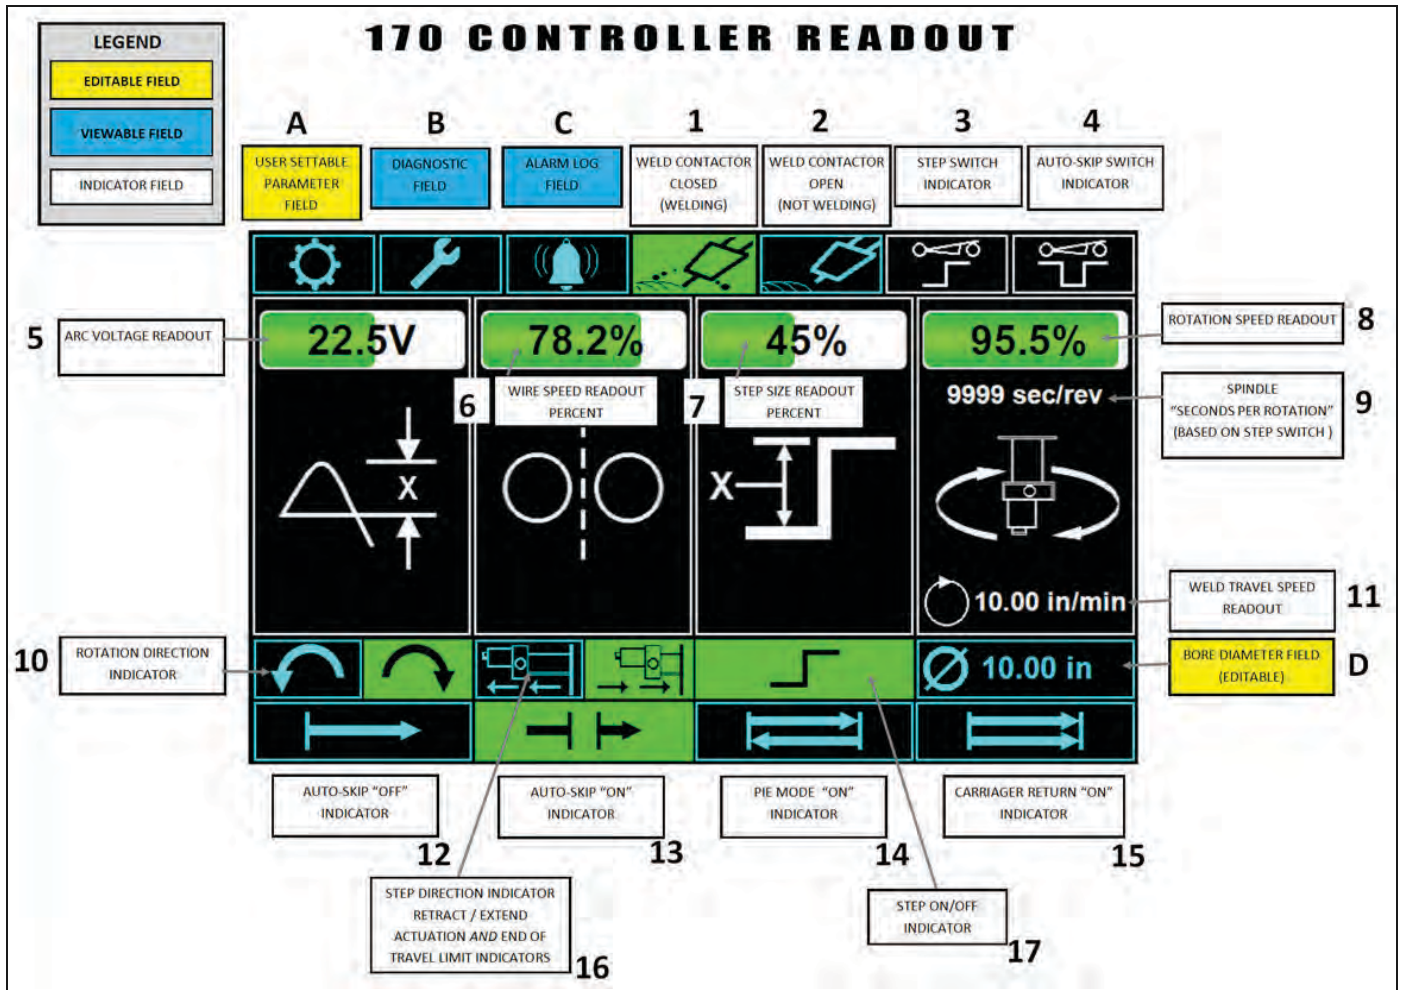 170 CONTROLLER READOUT
LEGEND
EDITABLE FIELD
VIEWABLE FIELD
INDICATOR FIELD
A
B
C
1
2
3
4
USER SETTABLE
PARAMETER
FIELD
DIAGNOSTIC
FIELD
ALARM LOG
FIELD
WELD CONTACTOR
CLOSED
(WELDING)
WELD CONTACTOR
OPEN
(NOT WELDING)
STEP SWITCH
INDICATOR
AUTO-SKIP SWITCH
INDICATOR
5
ARC VOLTAGE READOUT
22.5V
78.2%
45%
95.5%
ROTATION SPEED READOUT
8
6
WIRE SPEED READOUT
PERCENT
7
STEP SIZE READOUT
PERCENT
9999 sec/rev
SPINDLE
"SECONDS PER ROTATION"
(BASED ON STEP SWITCH )
9
X
X
10.00 in/min
WELD TRAVEL SPEED
READOUT
11
10
ROTATION DIRECTION
INDICATOR
Ø 10.00 in
BORE DIAMETER FIELD
(EDITABLE)
D
AUTO-SKIP "OFF"
INDICATOR
12
AUTO-SKIP "ON"
INDICATOR
13
PIE MODE "ON"
INDICATOR
14
CARRIAGER RETURN "ON"
INDICATOR
15
STEP DIRECTION INDICATOR
RETRACT / EXTEND
ACTUATION AND END OF
TRAVEL LIMIT INDICATORS
16
STEP ON/OFF
INDICATOR
17